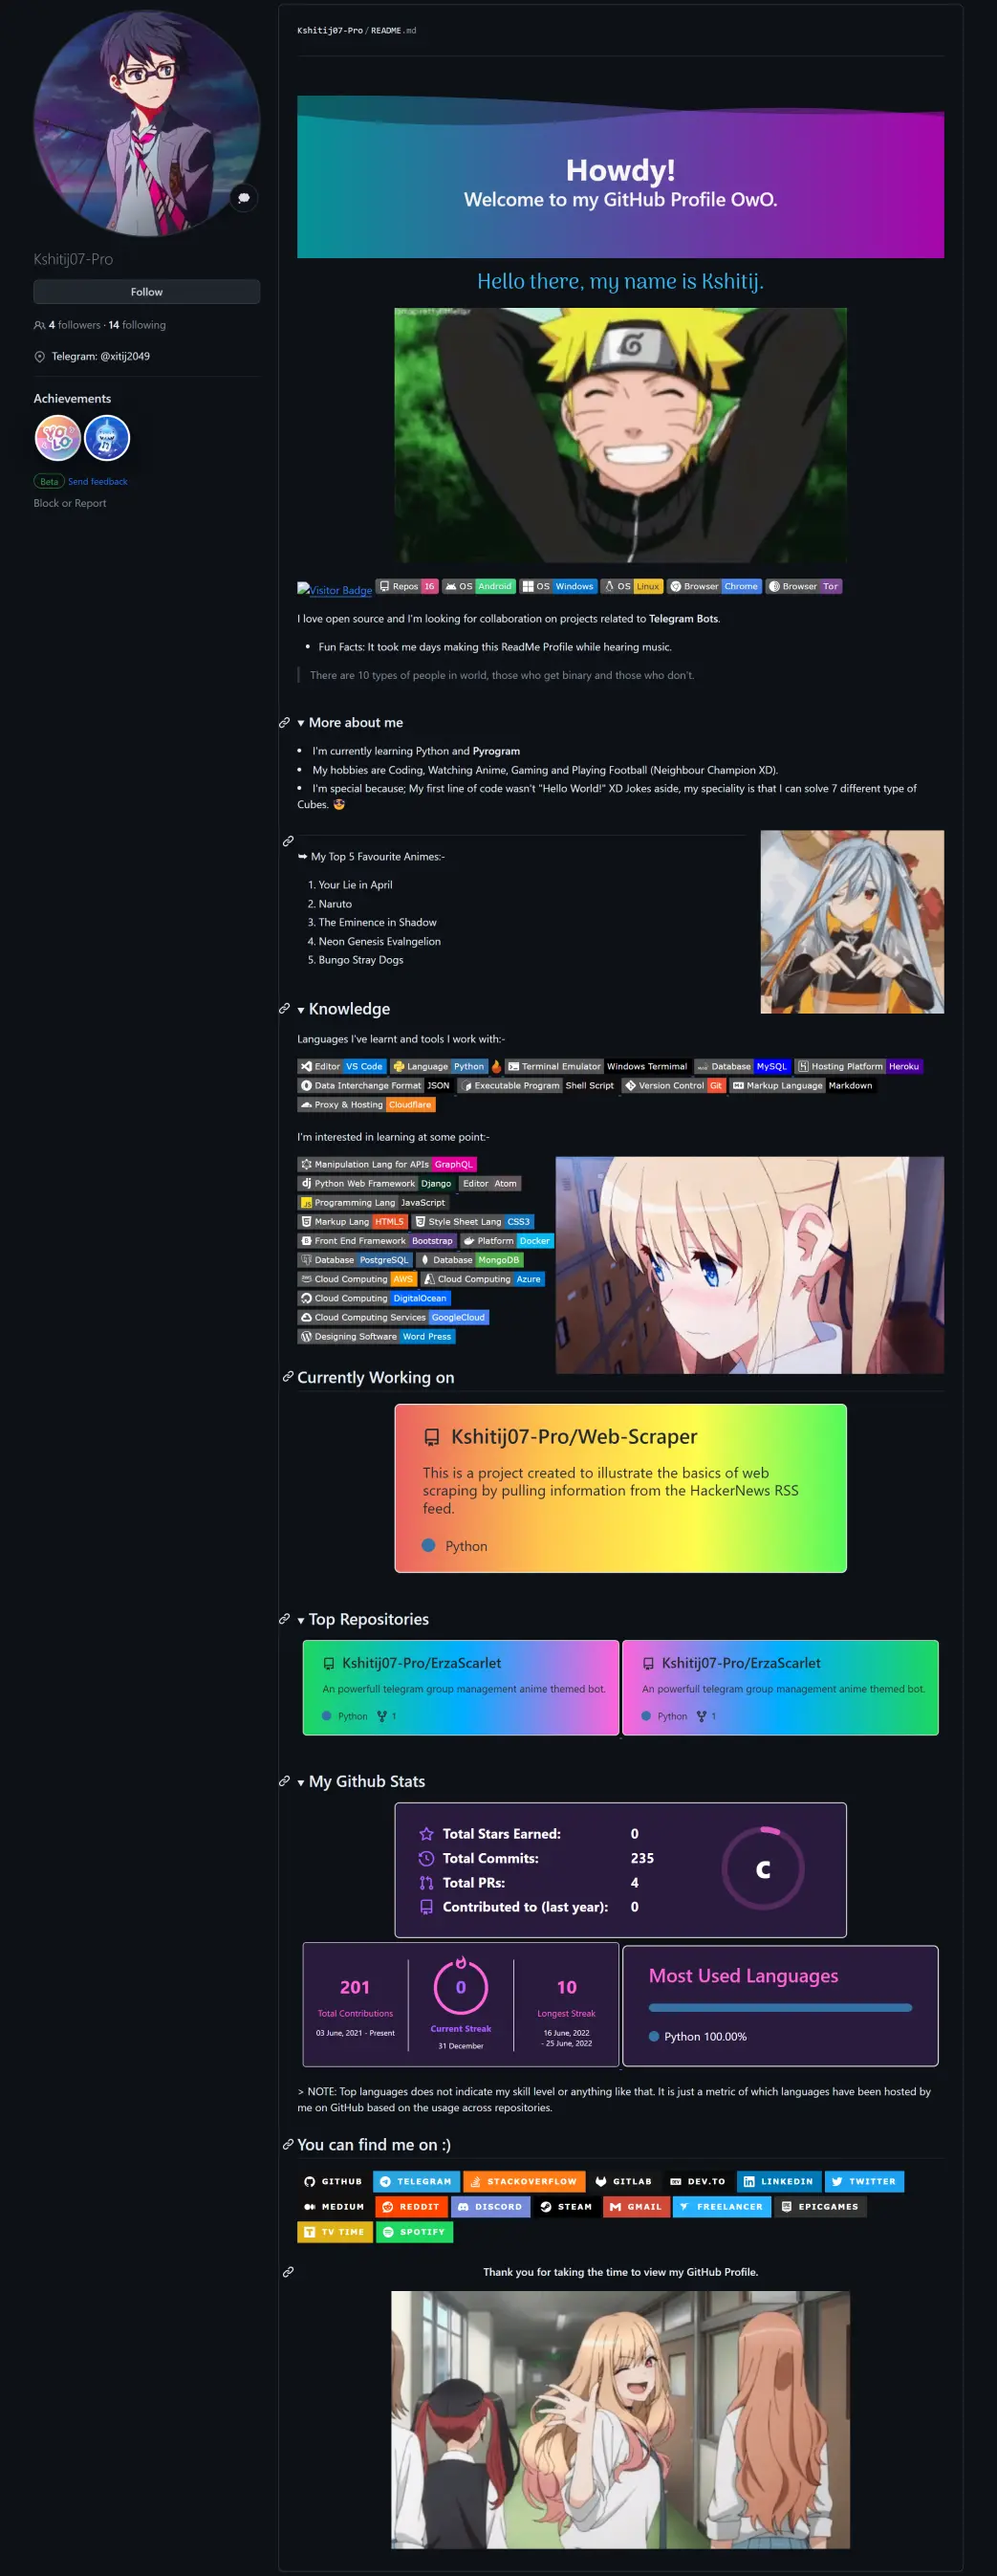 Kshitij07-Pro
Follow
4 followers · 14 following
Telegram: @xitij2049
Achievements
YOLO
Beta Send feedback
Block or Report
Kshitij07-Pro / README.md
Howdy!
Welcome to my GitHub Profile OwO.
Hello there, my name is Kshitij.
Visitor Badge Repos 16 OS Android OS Windows OS Linux Browser Chrome Browser Tor
I love open source and I'm looking for collaboration on projects related to Telegram Bots.
• Fun Facts: It took me days making this ReadMe Profile while hearing music.
There are 10 types of people in world, those who get binary and those who don't.
More about me
• I'm currently learning Python and Pyrogram
• My hobbies are Coding, Watching Anime, Gaming and Playing Football (Neighbour Champion XD).
• I'm special because; My first line of code wasn't "Hello World!" XD Jokes aside, my speciality is that I can solve 7 different type of
Cubes. 😍
➥ My Top 5 Favourite Animes:-
1. Your Lie in April
2. Naruto
3. The Eminence in Shadow
4. Neon Genesis Evalngelion
5. Bungo Stray Dogs
Knowledge
Languages I've learnt and tools I work with:-
Editor VS Code Language Python Terminal Emulator Windows Termimal Database MySQL Hosting Platform Heroku
Data Interchange Format JSON Executable Program Shell Script Version Control Git Markup Language Markdown
Proxy & Hosting Cloudflare
I'm interested in learning at some point:-
Manipulation Lang for APIs GraphQL
Python Web Framework Django Editor Atom
Programming Lang JavaScript
Markup Lang HTML5 Style Sheet Lang CSS3
Front End Framework Bootstrap Platform Docker
Database PostgreSQL Database MongoDB
Cloud Computing AWS Cloud Computing Azure
Cloud Computing DigitalOcean
Cloud Computing Services GoogleCloud
Designing Software Word Press
Currently Working on
Kshitij07-Pro/Web-Scraper
This is a project created to illustrate the basics of web
scraping by pulling information from the HackerNews RSS
feed.
Python
Top Repositories
Kshitij07-Pro/ErzaScarlet
An powerfull telegram group management anime themed bot.
Python 1
Kshitij07-Pro/ErzaScarlet
An powerfull telegram group management anime themed bot.
Python 1
My Github Stats
Total Stars Earned: 0
Total Commits: 235
Total PRs: 4
Contributed to (last year): 0
C
201
Total Contributions
03 June, 2021 - Present
0
Current Streak
31 December
10
Longest Streak
16 June, 2022
- 25 June, 2022
Most Used Languages
Python 100.00%
> NOTE: Top languages does not indicate my skill level or anything like that. It is just a metric of which languages have been hosted by
me on GitHub based on the usage across repositories.
You can find me on :)
GITHUB TELEGRAM STACKOVERFLOW GITLAB DEV.TO LINKEDIN TWITTER
MEDIUM REDDIT DISCORD STEAM GMAIL FREELANCER EPICGAMES
TV TIME SPOTIFY
Thank you for taking the time to view my GitHub Profile.